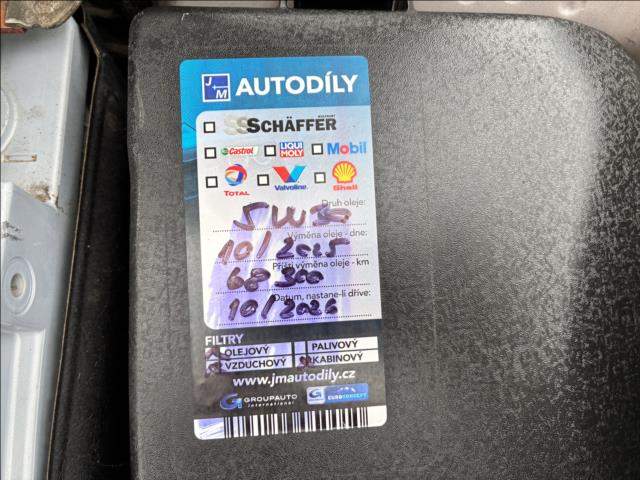 J+M AUTODÍLY
SCHÄFFER
Castrol LIQUI MOLY Mobil
TOTAL Valvoline Shell
Druh oleje:
5W30
Výměna oleje - dne:
10/2025
Příští výměna oleje - km
68 300
Datum, nastane-li dříve:
10/2026
FILTRY
OLEJOVÝ PALIVOVÝ
VZDUCHOVÝ KABINOVÝ
www.jmautodily.cz
GROUPAUTO international EUROCONCEPT